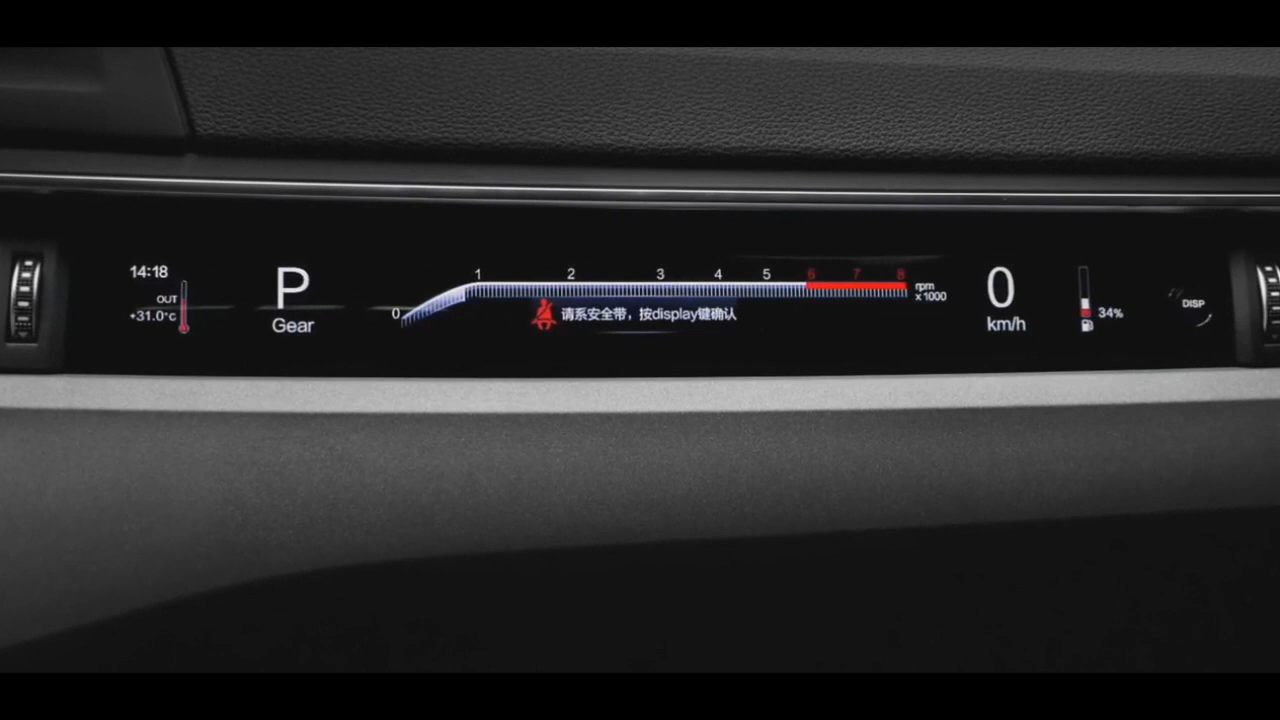 14:18
OUT
+31.0°c
P
Gear
0 1 2 3 4 5 6 7 8
rpm
x1000
请系安全带，按display键确认
0
km/h
34%
DISP